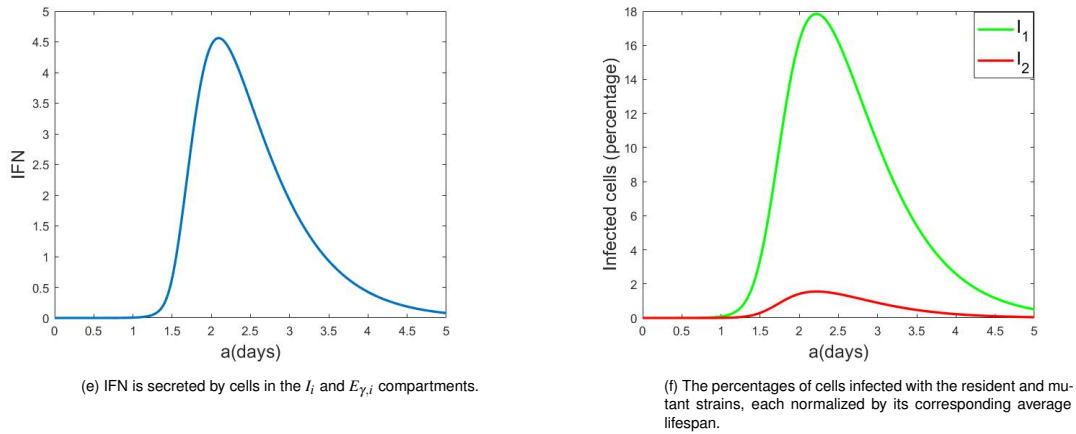 5
4.5
4
3.5
3
2.5
2
1.5
1
0.5
0
IFN
0 0.5 1 1.5 2 2.5 3 3.5 4 4.5 5
a(days)
(e) IFN is secreted by cells in the I_i and E_{γ,i} compartments.
18
16
14
12
10
8
6
4
2
0
Infected cells (percentage)
I_1
I_2
0 0.5 1 1.5 2 2.5 3 3.5 4 4.5 5
a(days)
(f) The percentages of cells infected with the resident and mu-
tant strains, each normalized by its corresponding average
lifespan.